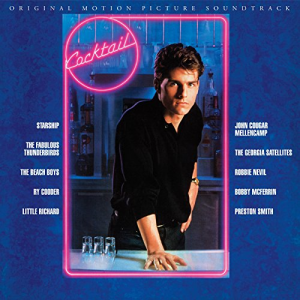 ORIGINAL MOTION PICTURE SOUNDTRACK
Cocktail
STARSHIP
THE FABULOUS
THUNDERBIRDS
THE BEACH BOYS
RY COODER
LITTLE RICHARD
JOHN COUGAR
MELLENCAMP
THE GEORGIA SATELLITES
ROBBIE NEVIL
BOBBY MCFERRIN
PRESTON SMITH